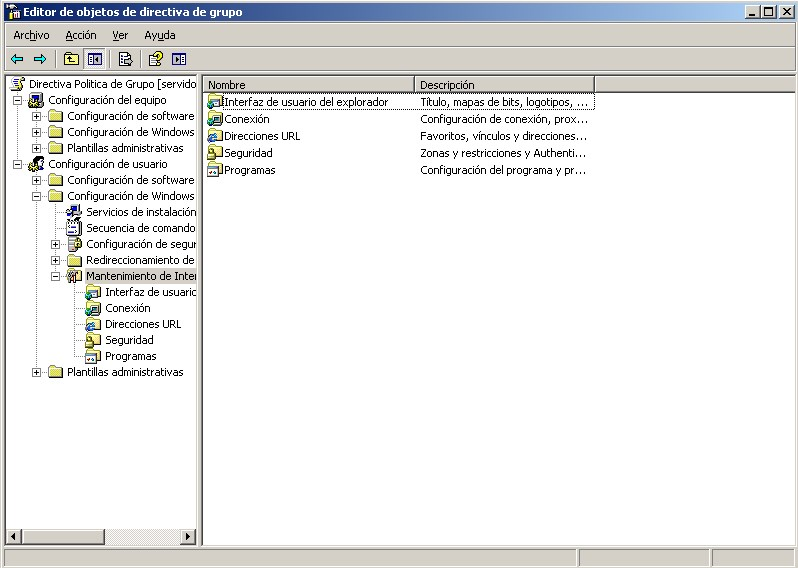 Editor de objetos de directiva de grupo
Archivo Acción Ver Ayuda
Directiva Politica de Grupo [servido
Configuración del equipo
Configuración de software
Configuración de Windows
Plantillas administrativas
Configuración de usuario
Configuración de software
Configuración de Windows
Servicios de instalación
Secuencia de comando
Configuración de segur
Redireccionamiento de
Mantenimiento de Inter
Interfaz de usuario
Conexión
Direcciones URL
Seguridad
Programas
Plantillas administrativas
Nombre Descripción
Interfaz de usuario del explorador Título, mapas de bits, logotipos, ...
Conexión Configuración de conexión, prox...
Direcciones URL Favoritos, vínculos y direcciones...
Seguridad Zonas y restricciones y Authenti...
Programas Configuración del programa y pr...